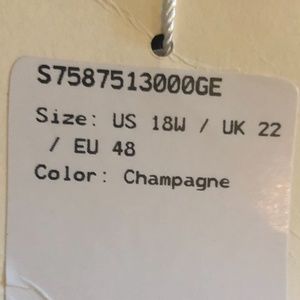 S7587513000GE
Size: US 18W / UK 22
/ EU 48
Color: Champagne